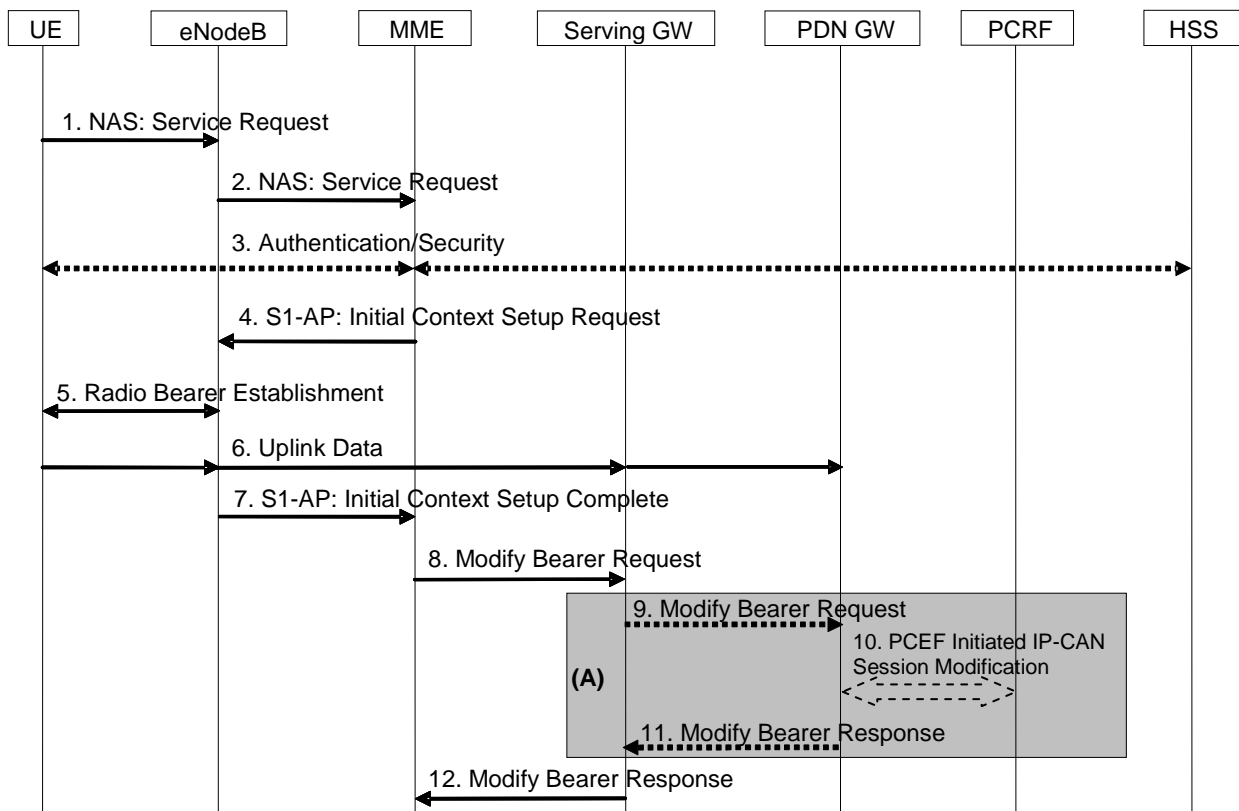 UE eNodeB MME Serving GW PDN GW PCRF HSS
1. NAS: Service Request
2. NAS: Service Request
3. Authentication/Security
4. S1-AP: Initial Context Setup Request
5. Radio Bearer Establishment
6. Uplink Data
7. S1-AP: Initial Context Setup Complete
8. Modify Bearer Request
9. Modify Bearer Request
10. PCEF Initiated IP-CAN
Session Modification
(A)
11. Modify Bearer Response
12. Modify Bearer Response